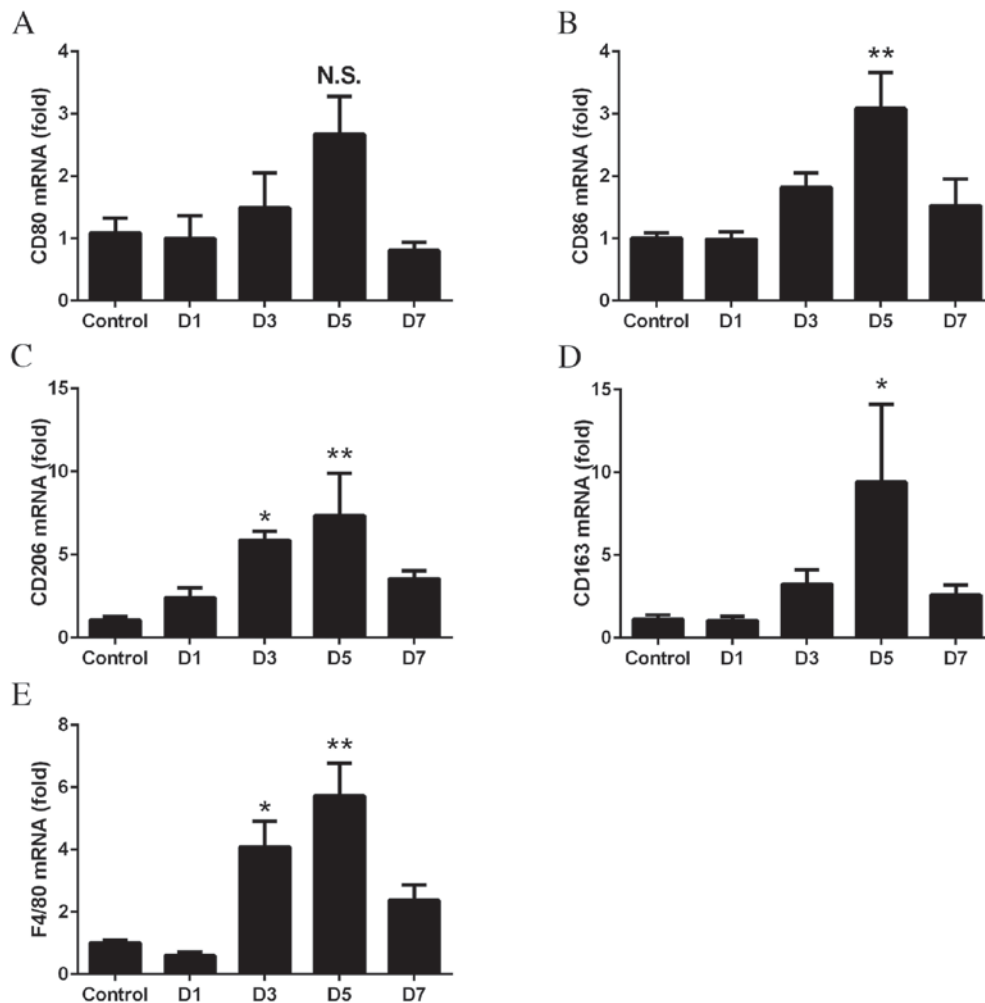 A
CD80 mRNA (fold)
4
3
2
1
0
N.S.
Control D1 D3 D5 D7
B
CD86 mRNA (fold)
4
3
2
1
0
**
Control D1 D3 D5 D7
C
CD206 mRNA (fold)
15
10
5
0
*
**
Control D1 D3 D5 D7
D
CD163 mRNA (fold)
15
10
5
0
*
Control D1 D3 D5 D7
E
F4/80 mRNA (fold)
8
6
4
2
0
*
**
Control D1 D3 D5 D7